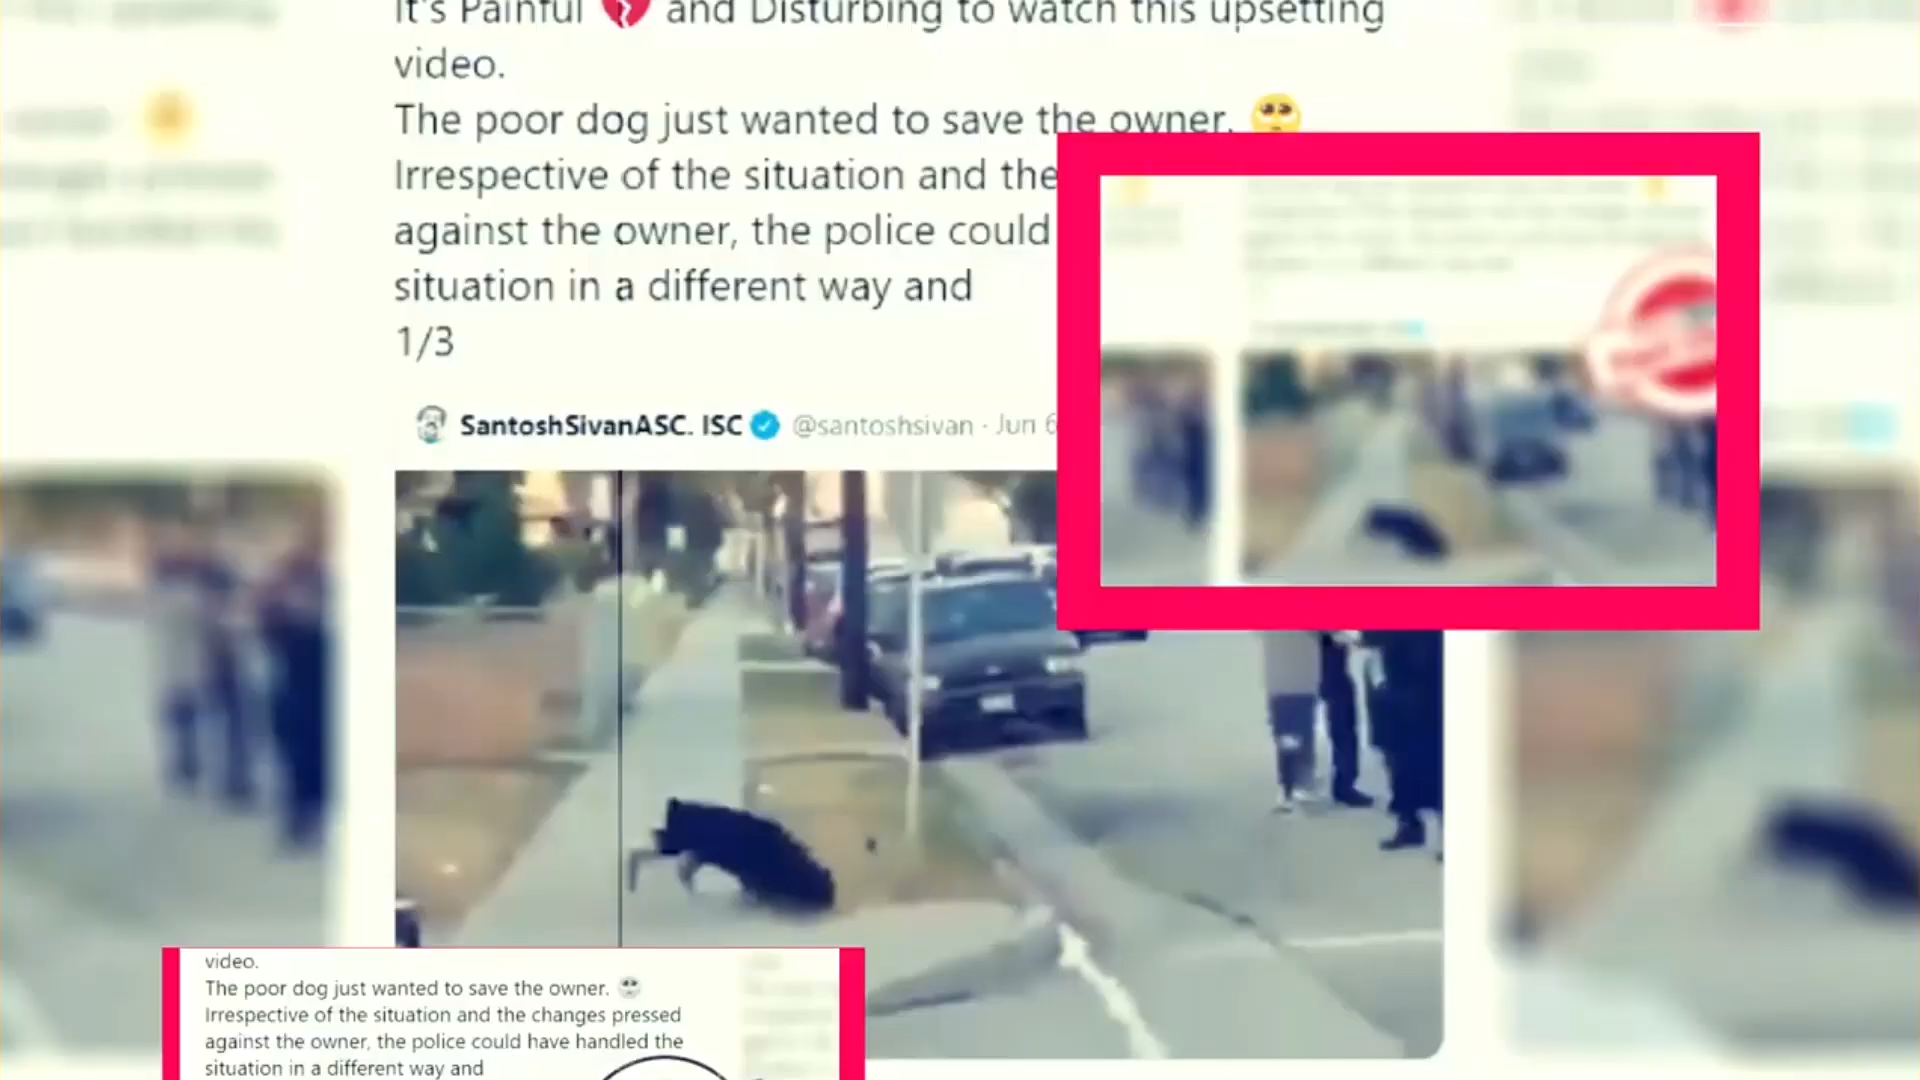 It's Painful 💔 and Disturbing to watch this upsetting
video.
The poor dog just wanted to save the owner. 🥺
Irrespective of the situation and the
against the owner, the police could
situation in a different way and
1/3
SantoshSivanASC. ISC @santoshsivan · Jun 6
video.
The poor dog just wanted to save the owner. 🥺
Irrespective of the situation and the changes pressed
against the owner, the police could have handled the
situation in a different way and